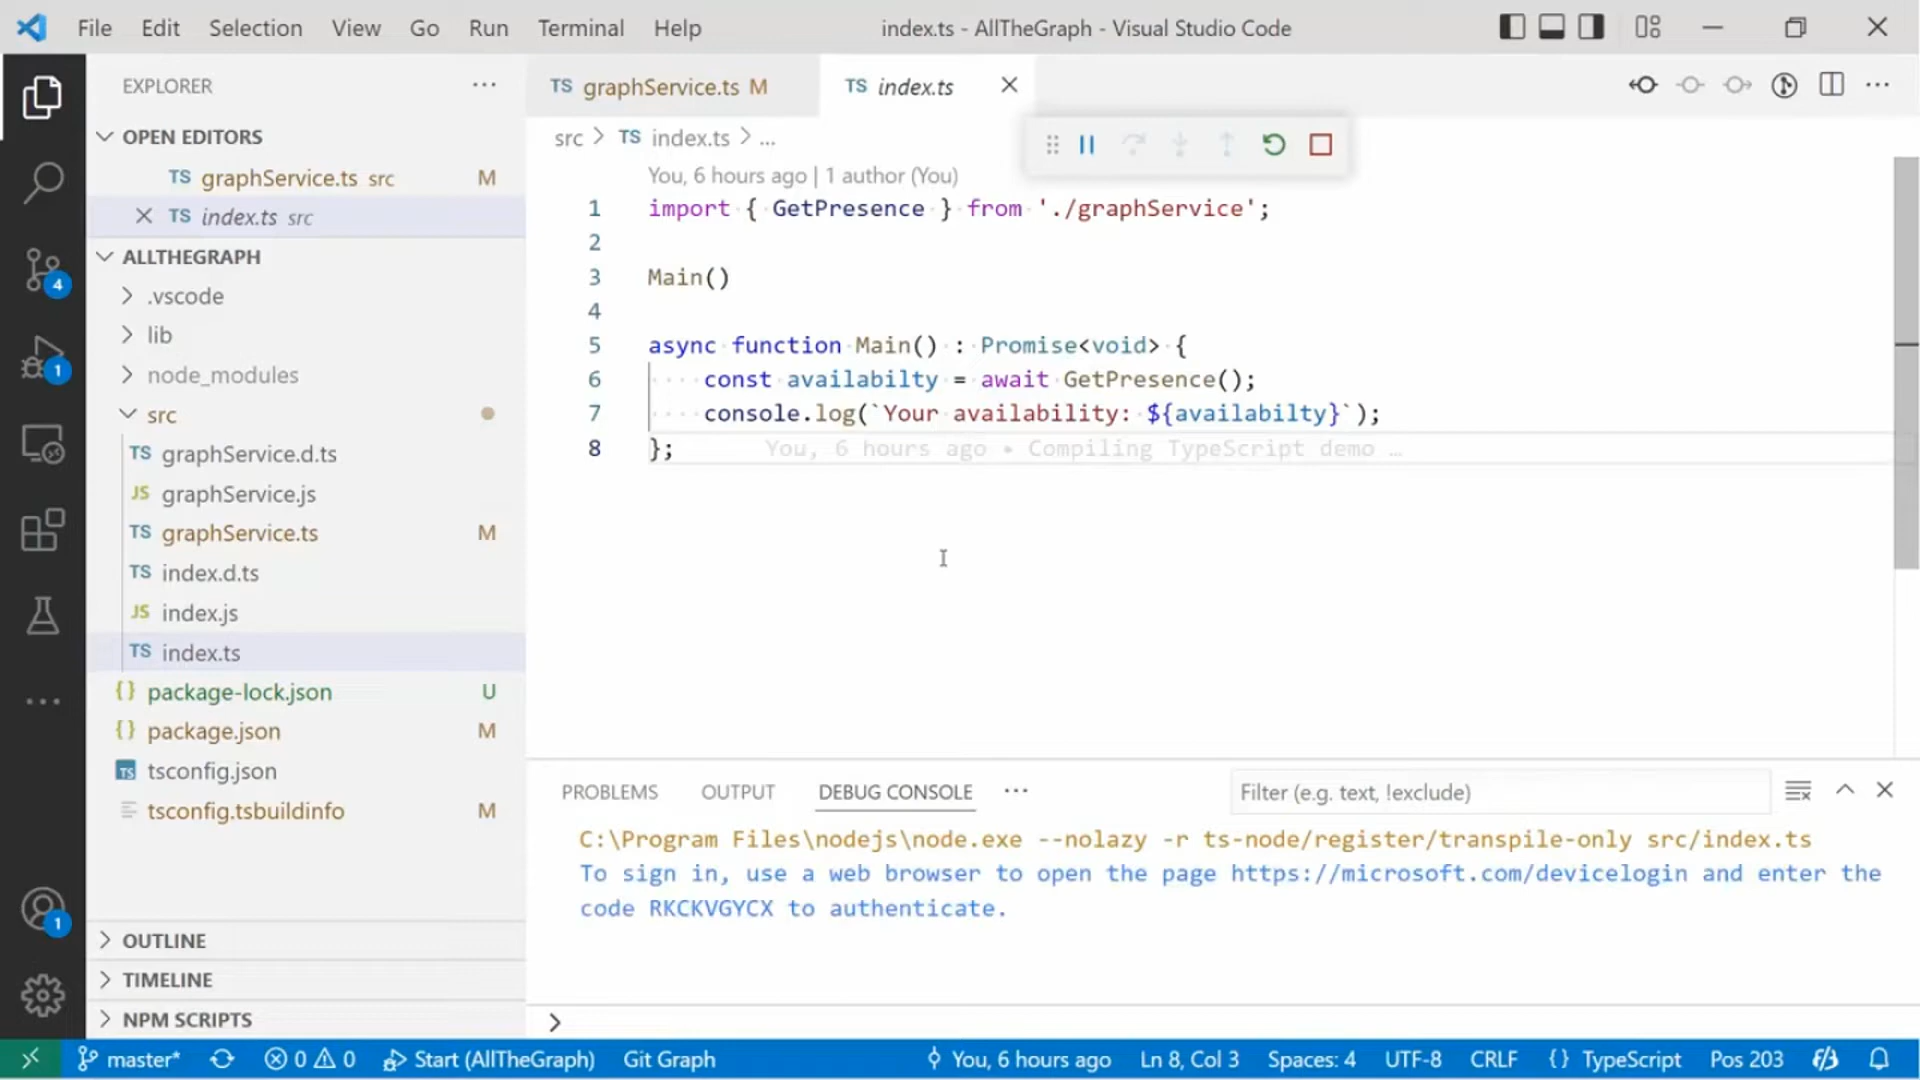 File Edit Selection View Go Run Terminal Help index.ts - AllTheGraph - Visual Studio Code
EXPLORER
OPEN EDITORS
TS graphService.ts src M
TS index.ts src
ALLTHEGRAPH
.vscode
lib
node_modules
src
TS graphService.d.ts
JS graphService.js
TS graphService.ts M
TS index.d.ts
JS index.js
TS index.ts
{} package-lock.json U
{} package.json M
TS tsconfig.json
tsconfig.tsbuildinfo M
OUTLINE
TIMELINE
NPM SCRIPTS
4
1
1
TS graphService.ts M TS index.ts
src > TS index.ts > ...
You, 6 hours ago | 1 author (You)
1 import { GetPresence } from './graphService';
2
3 Main()
4
5 async function Main() : Promise<void> {
6 const availabilty = await GetPresence();
7 console.log(`Your availability: ${availabilty}`);
8 }; You, 6 hours ago • Compiling TypeScript demo …
PROBLEMS OUTPUT DEBUG CONSOLE Filter (e.g. text, !exclude)
C:\Program Files\nodejs\node.exe --nolazy -r ts-node/register/transpile-only src/index.ts
To sign in, use a web browser to open the page https://microsoft.com/devicelogin and enter the
code RKCKVGYCX to authenticate.
master* 0 0 Start (AllTheGraph) Git Graph You, 6 hours ago Ln 8, Col 3 Spaces: 4 UTF-8 CRLF {} TypeScript Pos 203